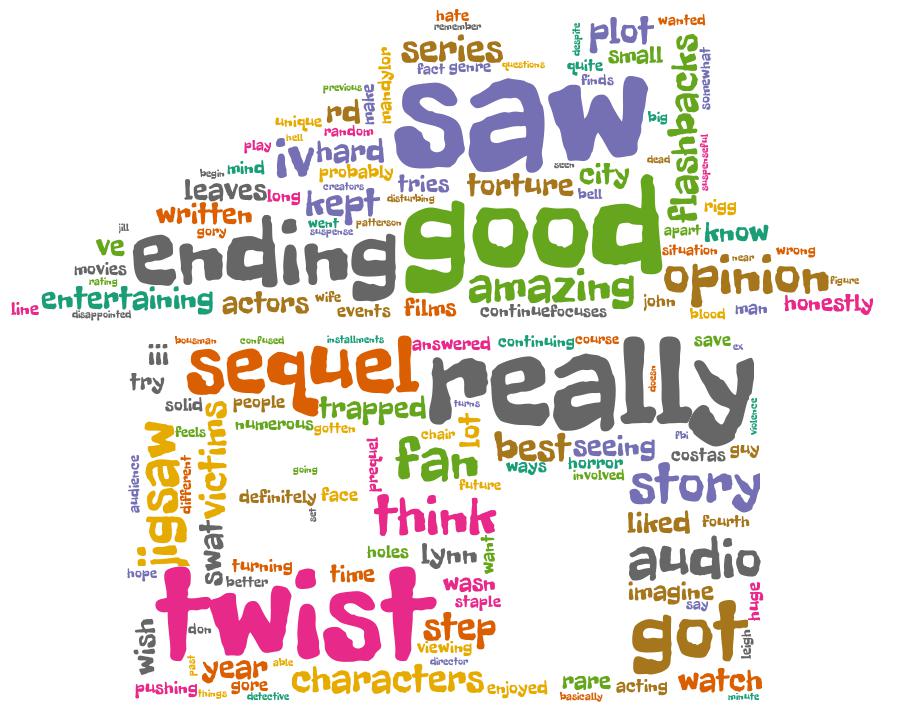 hate
remember
series
fact genre questions
despite
plot
wanted
small
quite
finds
flashbacks
somewhat
suspenseful
mandylor
previous
make
rd
unique
random
hell
saw
big
play
iv
hard
begin
mind
probably
creators
tries
seen
dead
torture
city
bell
leaves
long
kept
disturbing
written
went
patterson
suspense
gory
good
rigg
apart
know
jill
ve
ending
situation
near
wrong
movies
rating
amazing
opinion
figure
line
entertaining
disappointed
actors
wife
events
films
continue
focuses
john
blood
man
honestly
iii
bousman
confused
installments
answered
continuing
course
save
ex
try
sequel
really
doesn
solid
people
trapped
turns
violence
feels
victims
numerous
gotten
chair
lot
best
seeing
fbi
costas
guy
jigsaw
audience
different
going
prequel
fan
ways
horror
involved
future
definitely
face
set
story
think
liked
fourth
swat
holes
lynn
want
audio
hope
turning
better
time
wasn
staple
imagine
say
huge
twist
wish
don
step
got
leigh
past
year
able
viewing
director
pushing
things
gore
detective
characters
enjoyed
rare
basically
acting
watch
minute